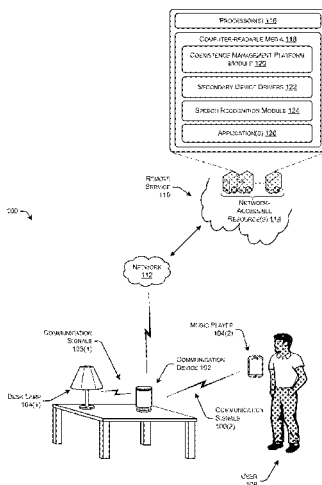 PROCESSOR(S) 116
COMPUTER-READABLE MEDIA 118
COEXISTENCE MANAGEMENT PLATFORM
MODULE 120
SECONDARY DEVICE DRIVERS 122
SPEECH RECOGNITION MODULE 124
APPLICATION(S) 126
REMOTE
SERVICE
110
NETWORK-
ACCESSIBLE
RESOURCE(S) 114
100
NETWORK
112
MUSIC PLAYER
104(2)
COMMUNICATION
SIGNALS
106(1)
COMMUNICATION
DEVICE 102
DESK LAMP
104(1)
COMMUNICATION
SIGNALS
106(2)
USER
108